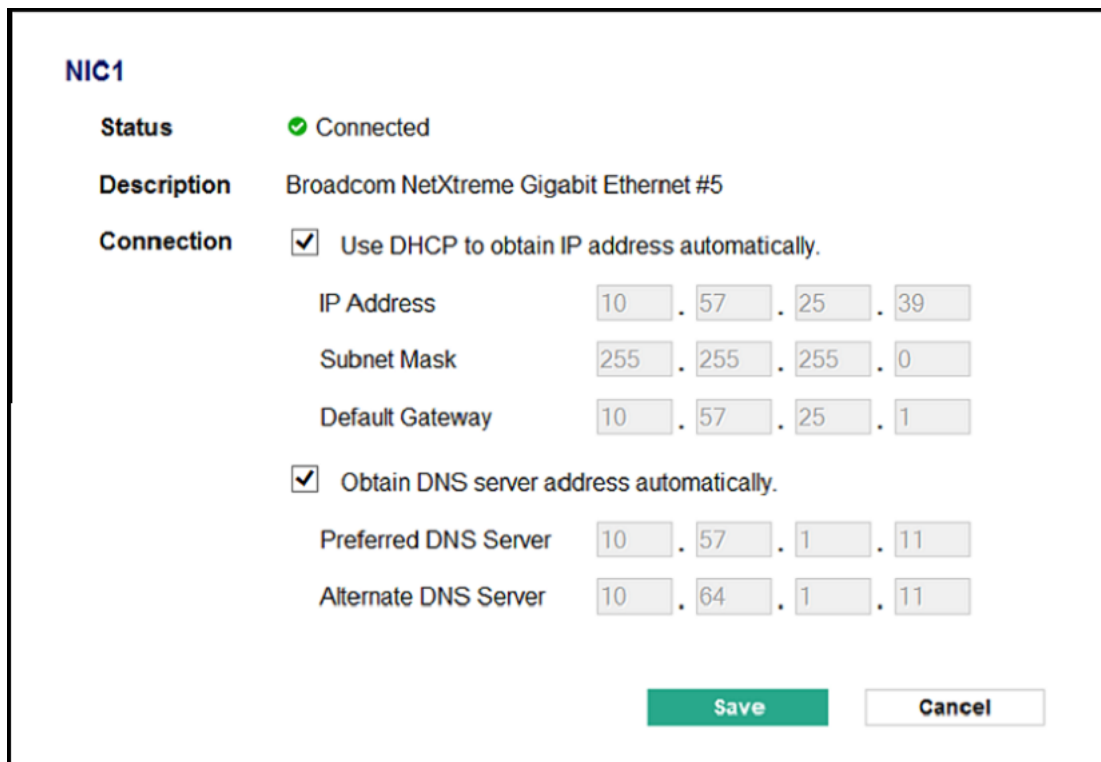 NIC1
Status Connected
Description Broadcom NetXtreme Gigabit Ethernet #5
Connection Use DHCP to obtain IP address automatically.
IP Address 10 . 57 . 25 . 39
Subnet Mask 255 . 255 . 255 . 0
Default Gateway 10 . 57 . 25 . 1
Obtain DNS server address automatically.
Preferred DNS Server 10 . 57 . 1 . 11
Alternate DNS Server 10 . 64 . 1 . 11
Save Cancel